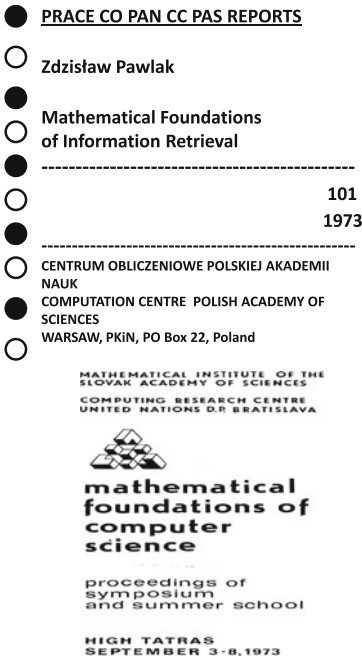 PRACE CO PAN CC PAS REPORTS
Zdzisław Pawlak
Mathematical Foundations
of Information Retrieval
101
1973
CENTRUM OBLICZENIOWE POLSKIEJ AKADEMII
NAUK
COMPUTATION CENTRE POLISH ACADEMY OF
SCIENCES
WARSAW, PKiN, PO Box 22, Poland
MATHEMATICAL INSTITUTE OF THE
SLOVAK ACADEMY OF SCIENCES
COMPUTING RESEARCH CENTRE
UNITED NATIONS D.P. BRATISLAVA
mathematical
foundations of
computer
science
proceedings of
symposium
and summer school
HIGH TATRAS
SEPTEMBER 3-8,1973